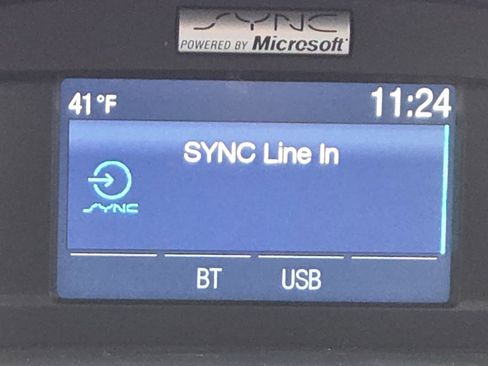 SYNC
POWERED BY Microsoft
41°F 11:24
SYNC Line In
SYNC
BT USB